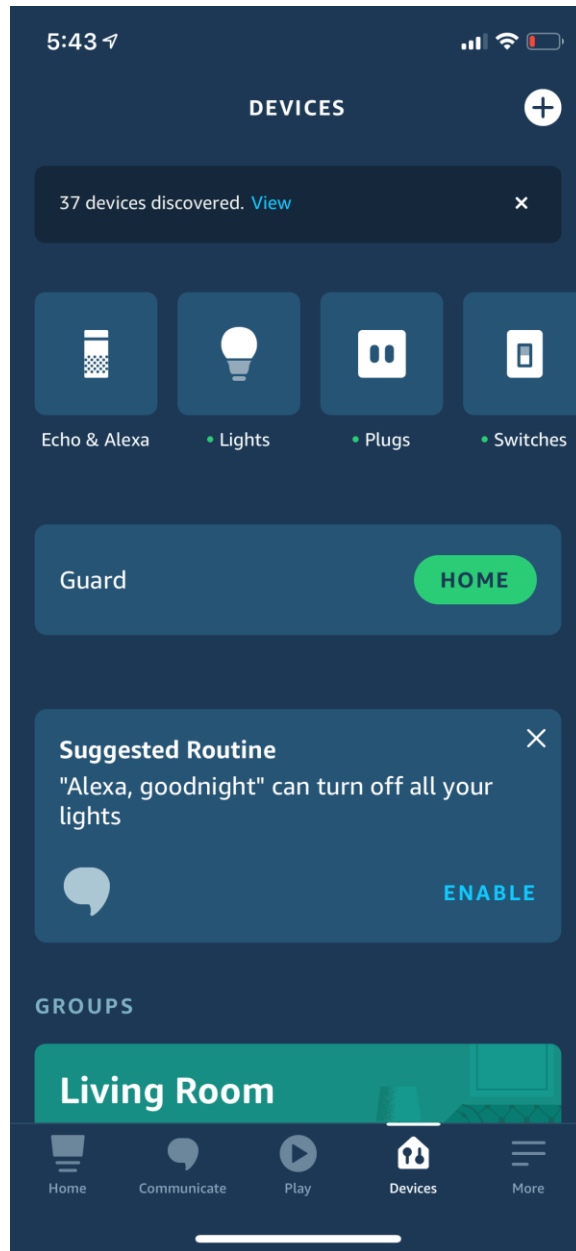 5:43
DEVICES
37 devices discovered. View
Echo & Alexa
Lights
Plugs
Switches
Guard
HOME
Suggested Routine
"Alexa, goodnight" can turn off all your
lights
ENABLE
GROUPS
Living Room
Home
Communicate
Play
Devices
More